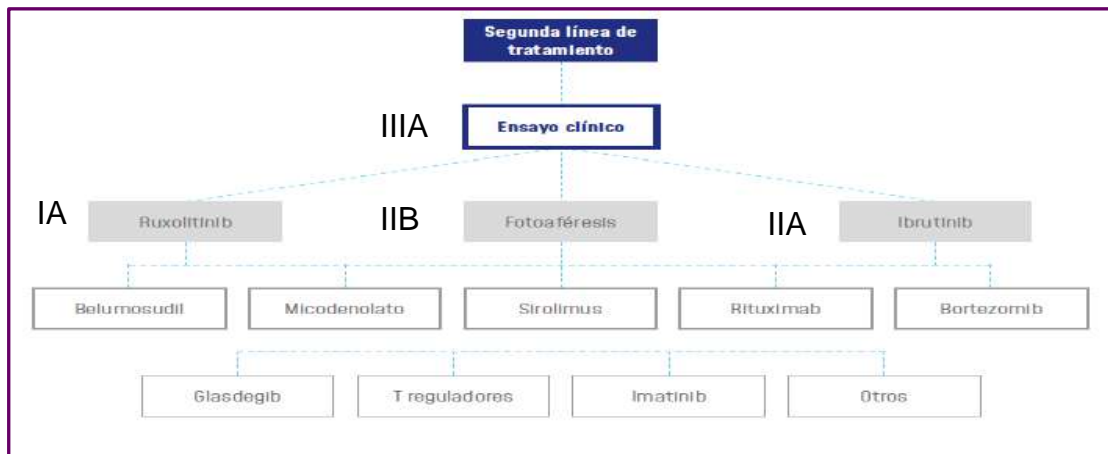 Segunda línea de
tratamiento
IIIA
Ensayo clínico
IA
Ruxolitinib
IIB
Fotoaféresis
IIA
Ibrutinib
Belumosudil
Micodenolato
Sirolimus
Rituximab
Bortezomib
Glasdegib
T reguladores
Imatinib
Otros